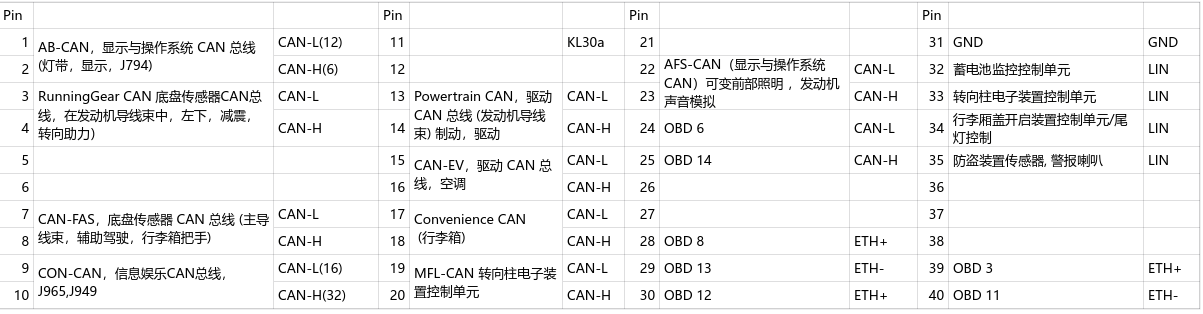 Pin Pin Pin Pin
1 AB-CAN，显示与操作系统 CAN 总线 CAN-L(12) 11 KL30a 21 31 GND GND
2 (灯带，显示，J794) CAN-H(6) 12 22 AFS-CAN（显示与操作系统 CAN-L 32 蓄电池监控控制单元 LIN
CAN）可变前部照明 ，发动机
3 RunningGear CAN 底盘传感器CAN总 CAN-L 13 Powertrain CAN，驱动 CAN-L 23 声音模拟 CAN-H 33 转向柱电子装置控制单元 LIN
线，在发动机导线束中，左下，减震， CAN 总线 (发动机导线
4 转向助力） CAN-H 14 束) 制动，驱动 CAN-H 24 OBD 6 CAN-L 34 行李厢盖开启装置控制单元/尾 LIN
灯控制
5 15 CAN-EV，驱动 CAN 总 CAN-L 25 OBD 14 CAN-H 35 防盗装置传感器, 警报喇叭 LIN
6 16 线，空调 CAN-H 26 36
7 CAN-FAS，底盘传感器 CAN 总线 (主导 CAN-L 17 Convenience CAN CAN-L 27 37
8 线束，辅助驾驶，行李箱把手) CAN-H 18 （行李箱） CAN-H 28 OBD 8 ETH+ 38
9 CON-CAN，信息娱乐CAN总线， CAN-L(16) 19 MFL-CAN 转向柱电子装 CAN-L 29 OBD 13 ETH- 39 OBD 3 ETH+
10 J965,J949 CAN-H(32) 20 置控制单元 CAN-H 30 OBD 12 ETH+ 40 OBD 11 ETH-